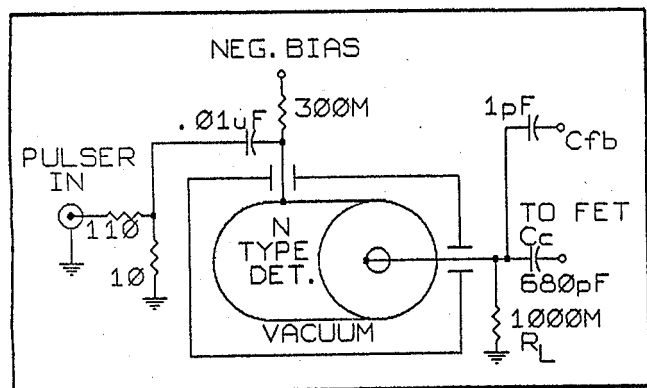 NEG. BIAS
300M
.01uF
1pF
Cfb
PULSER
IN
110
10
N
TYPE
DET.
VACUUM
TO FET
Cc
680pF
1000M
RL